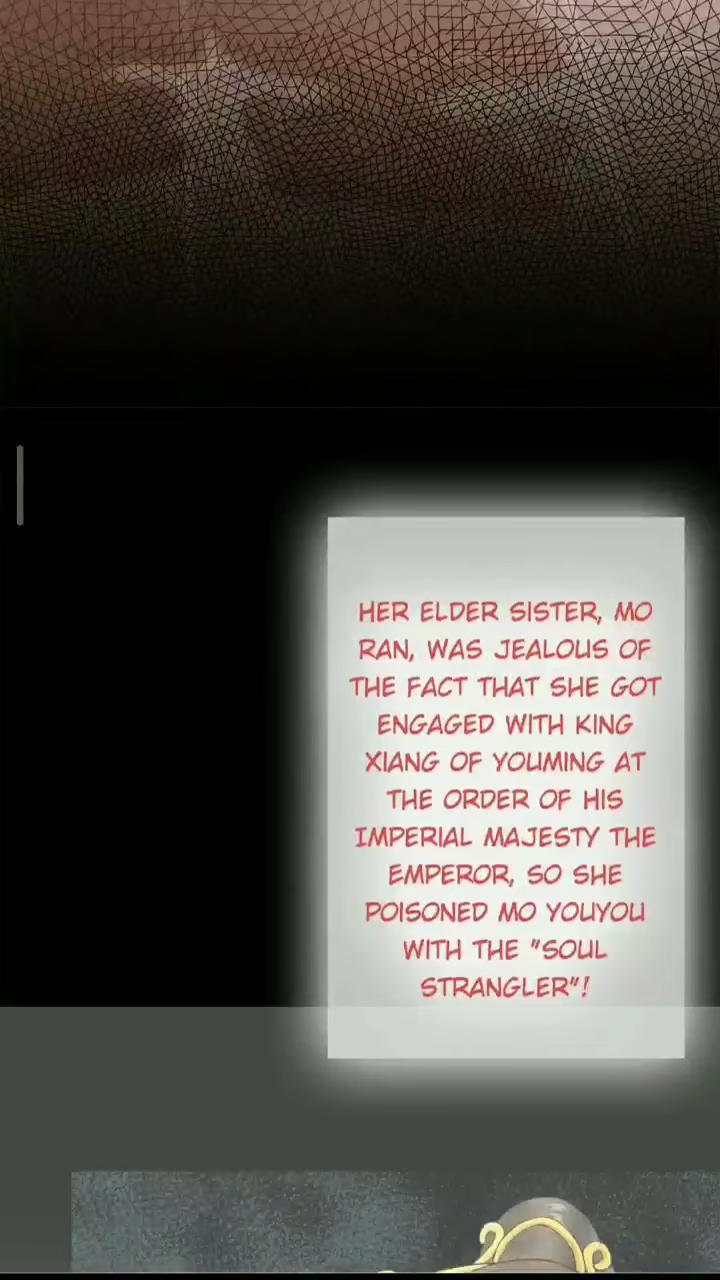 HER ELDER SISTER, MO
RAN, WAS JEALOUS OF
THE FACT THAT SHE GOT
ENGAGED WITH KING
XIANG OF YOUMING AT
THE ORDER OF HIS
IMPERIAL MAJESTY THE
EMPEROR, SO SHE
POISONED MO YOUYOU
WITH THE "SOUL
STRANGLER"!